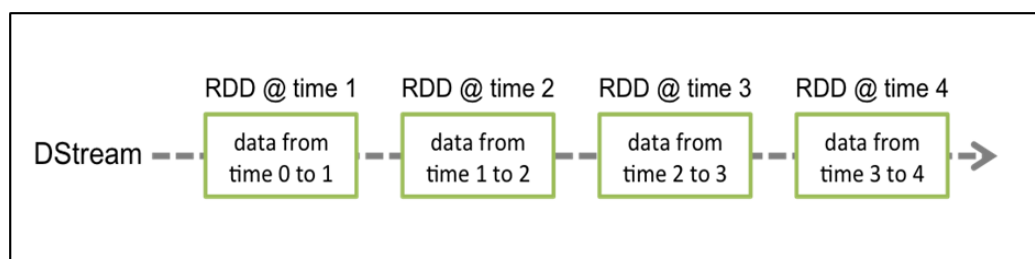 RDD @ time 1 RDD @ time 2 RDD @ time 3 RDD @ time 4
DStream
data from
time 0 to 1
data from
time 1 to 2
data from
time 2 to 3
data from
time 3 to 4